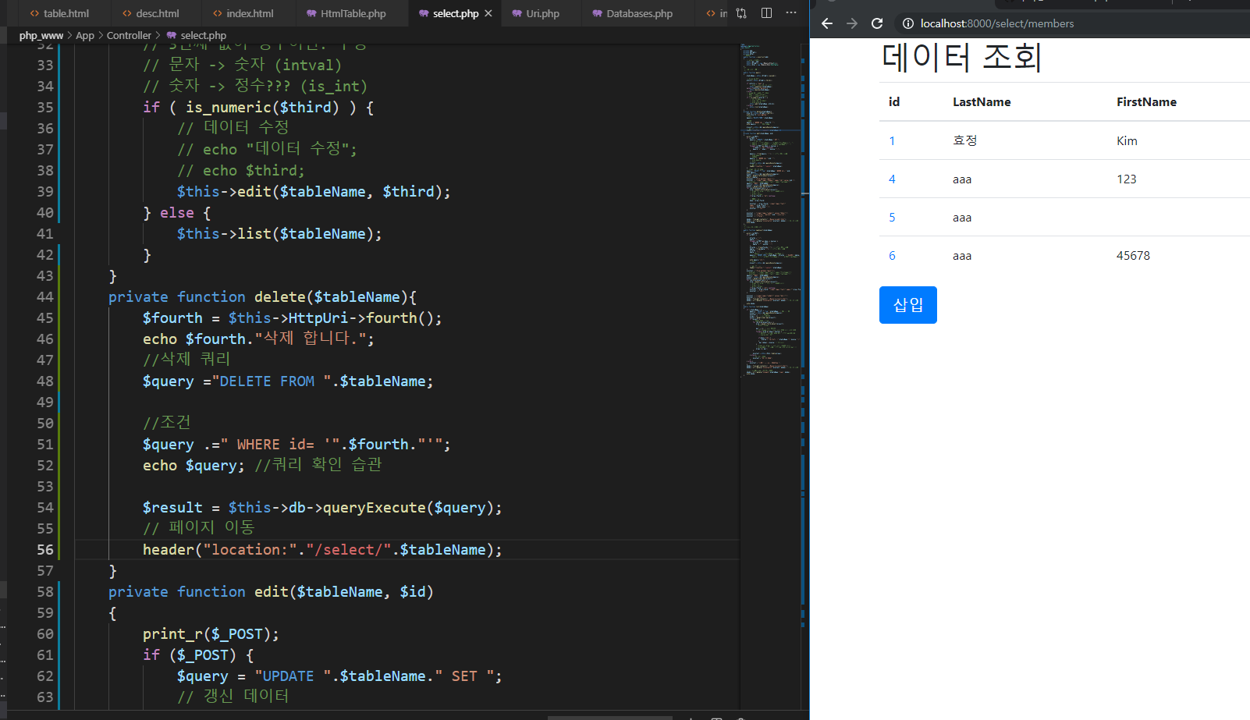 table.html desc.html index.html HtmlTable.php select.php Uri.php Databases.php
php_www > App > Controller > select.php
32
33 // 문자 -> 숫자 (intval)
34 // 숫자 -> 정수??? (is_int)
35 if ( is_numeric($third) ) {
36 // 데이터 수정
37 // echo "데이터 수정";
38 // echo $third;
39 $this->edit($tableName, $third);
40 } else {
41 $this->list($tableName);
42 }
43 }
44 private function delete($tableName){
45 $fourth = $this->HttpUri->fourth();
46 echo $fourth."삭제 합니다.";
47 //삭제 쿼리
48 $query ="DELETE FROM ".$tableName;
49
50 //조건
51 $query .=" WHERE id= '".$fourth."'";
52 echo $query; //쿼리 확인 습관
53
54 $result = $this->db->queryExecute($query);
55 // 페이지 이동
56 header("location:"."/select/".$tableName);
57 }
58 private function edit($tableName, $id)
59 {
60 print_r($_POST);
61 if ($_POST) {
62 $query = "UPDATE ".$tableName." SET ";
63 // 갱신 데이터
localhost:8000/select/members
데이터 조회
id LastName FirstName
1 효정 Kim
4 aaa 123
5 aaa
6 aaa 45678
삽입